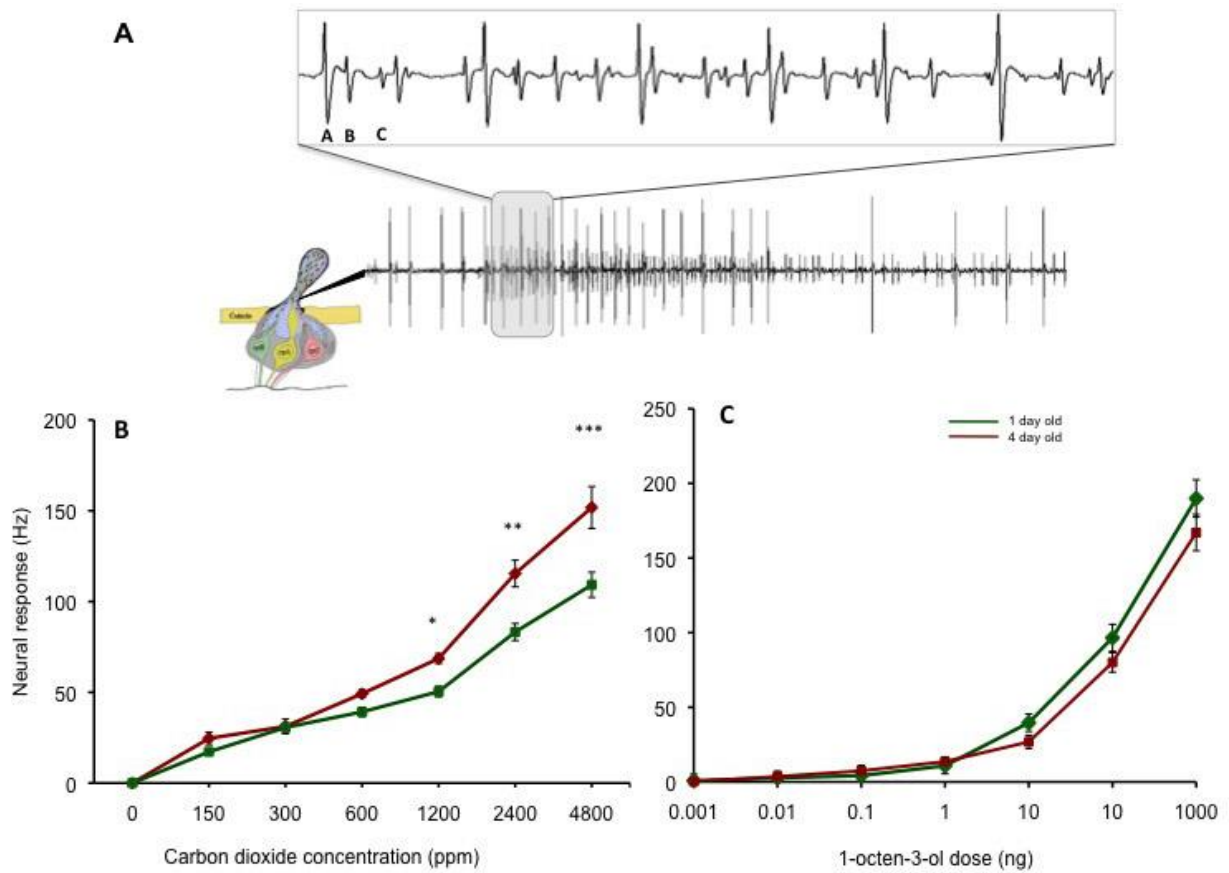 A
A B C
Cuticle
B
***
**
*
200
150
100
50
0
Neural response (Hz)
0 150 300 600 1200 2400 4800
Carbon dioxide concentration (ppm)
C
1 day old
4 day old
250
200
150
100
50
0
0.001 0.01 0.1 1 10 10 1000
1-octen-3-ol dose (ng)